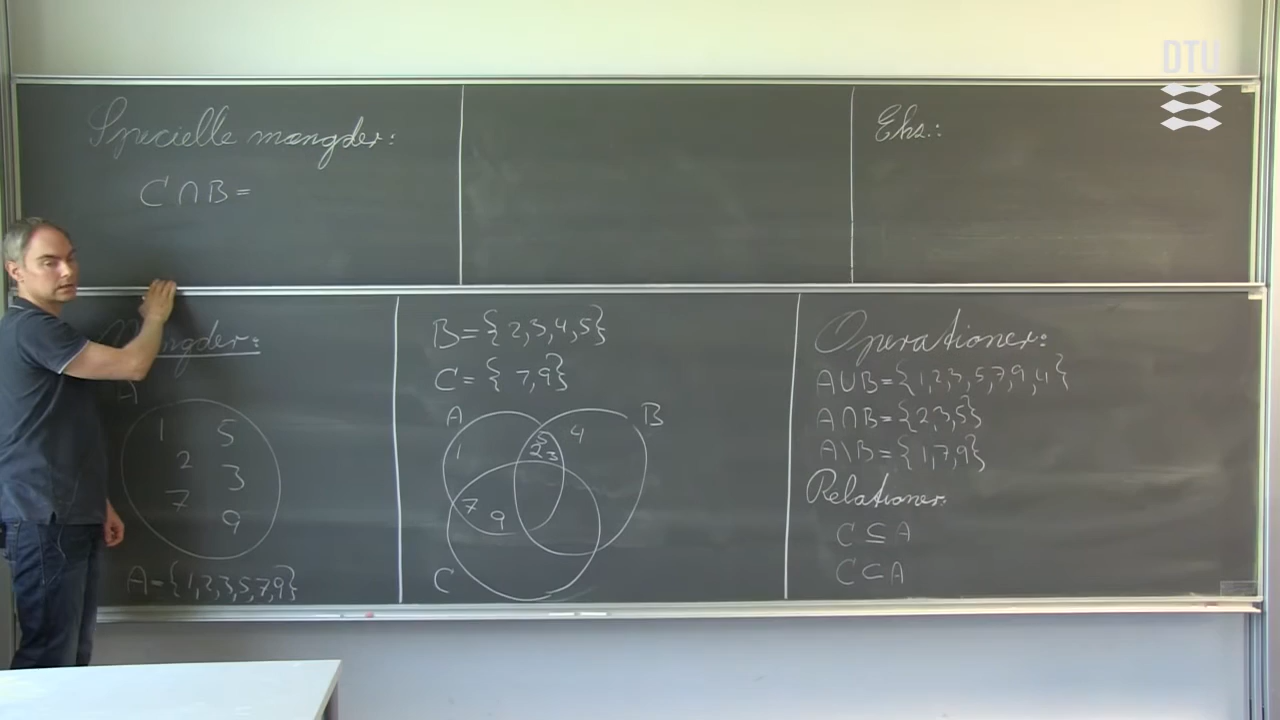 DTU
Specielle mængder:
C ∩ B =
Eks.:
Mængder:
A
1 5
2 3
7 9
A={1,2,3,5,7,9}
B={2,3,4,5}
C={7,9}
A B
1 5 4
2 3
7 9
C
Operationer:
A∪B={1,2,3,5,7,9,4}
A∩B={2,3,5}
A\B={1,7,9}
Relationer:
C ⊆ A
C ⊂ A